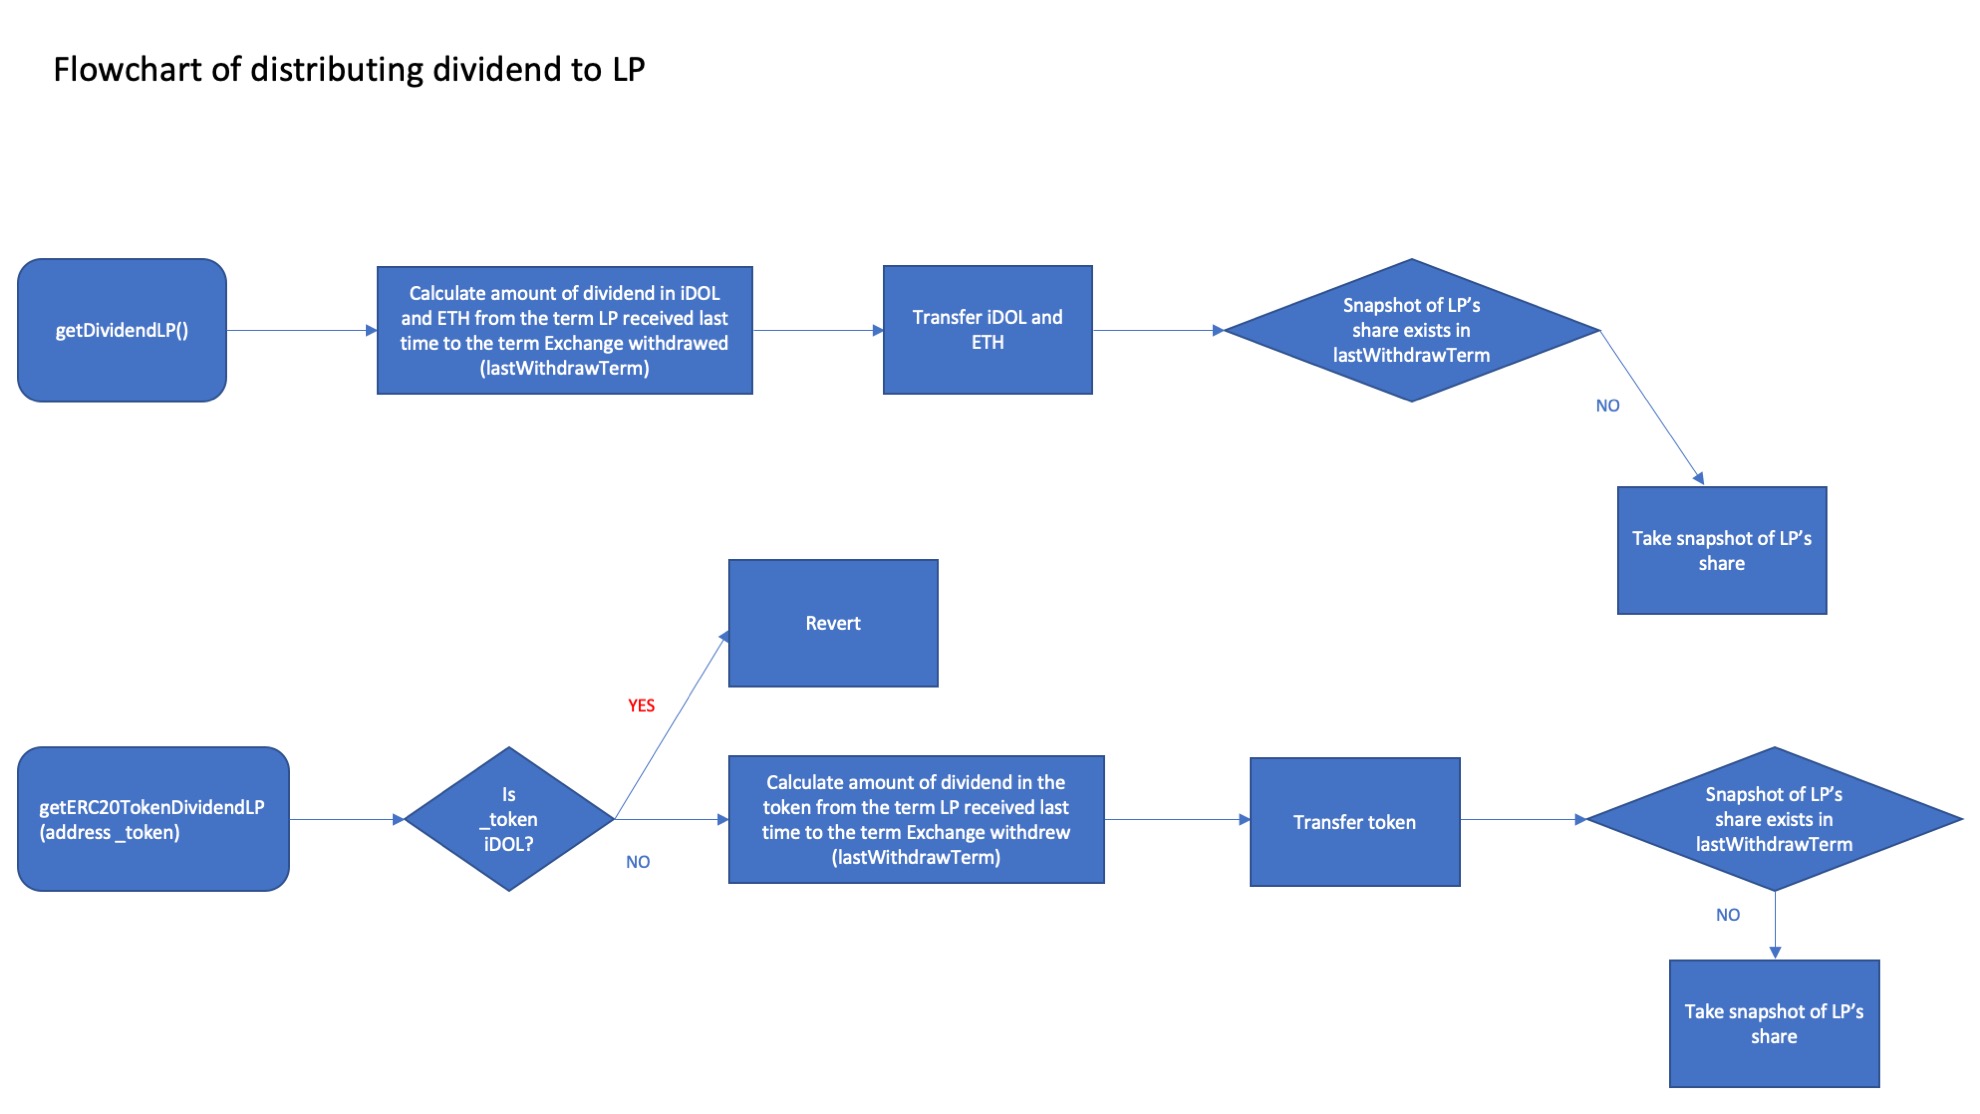 Flowchart of distributing dividend to LP
getDividendLP()
Calculate amount of dividend in iDOL
and ETH from the term LP received last
time to the term Exchange withdrawed
(lastWithdrawTerm)
Transfer iDOL and
ETH
Snapshot of LP’s
share exists in
lastWithdrawTerm
NO
Take snapshot of LP’s
share
Revert
YES
getERC20TokenDividendLP
(address _token)
Is
_token
iDOL?
NO
Calculate amount of dividend in the
token from the term LP received last
time to the term Exchange withdrew
(lastWithdrawTerm)
Transfer token
Snapshot of LP’s
share exists in
lastWithdrawTerm
NO
Take snapshot of LP’s
share